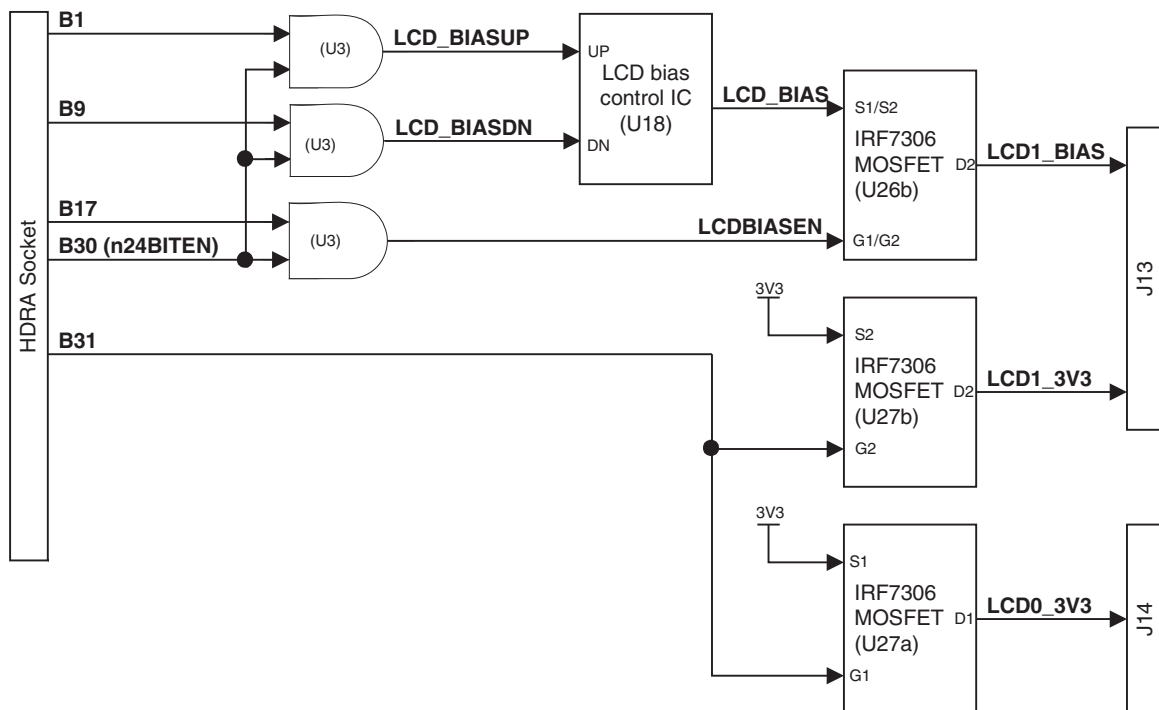 HDRA Socket
B1
(U3)
LCD_BIASUP
B9
(U3)
LCD_BIASDN
UP
LCD bias
control IC
(U18)
DN
LCD_BIAS
B17
B30 (n24BITEN)
(U3)
LCDBIASEN
S1/S2
IRF7306
MOSFET
(U26b)
D2
G1/G2
LCD1_BIAS
J13
B31
3V3
S2
IRF7306
MOSFET
(U27b)
D2
G2
LCD1_3V3
3V3
S1
IRF7306
MOSFET
(U27a)
D1
G1
LCD0_3V3
J14